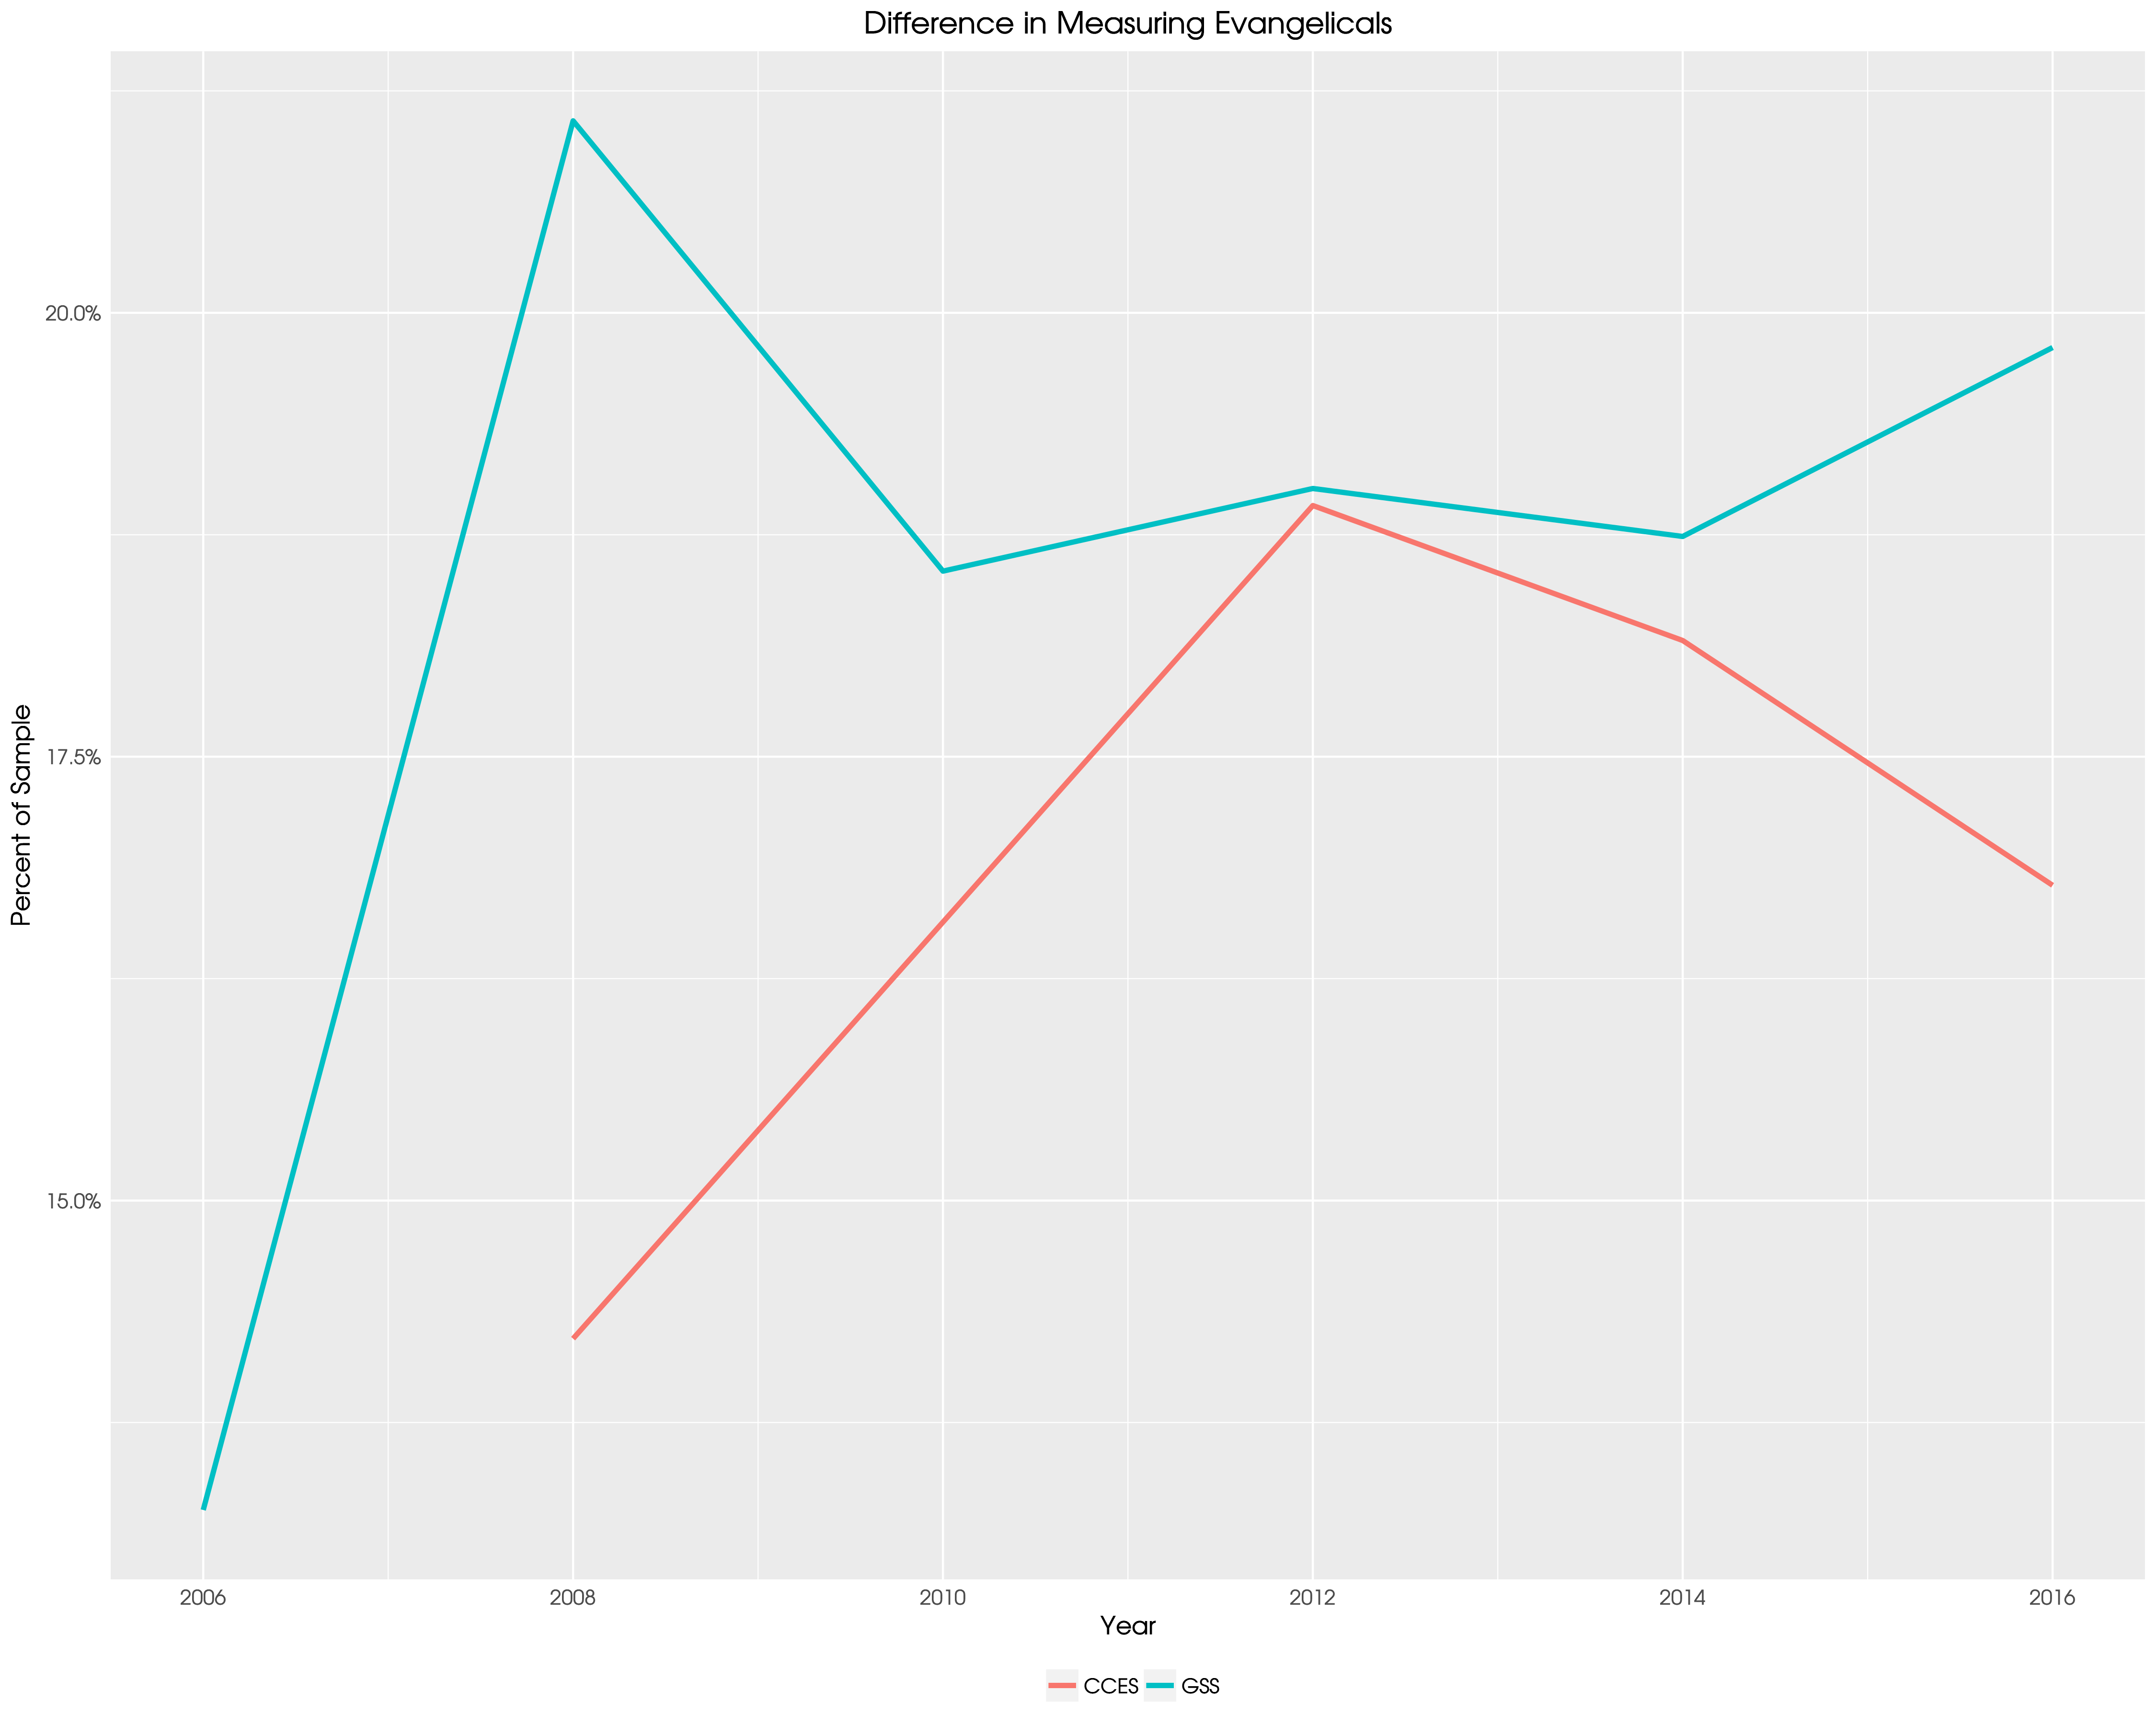 Difference in Measuring Evangelicals
Percent of Sample
20.0%
17.5%
15.0%
2006 2008 2010 2012 2014 2016
Year
CCES GSS